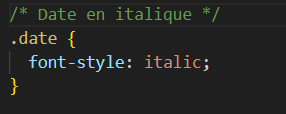 /* Date en italique */
.date {
  font-style: italic;
}